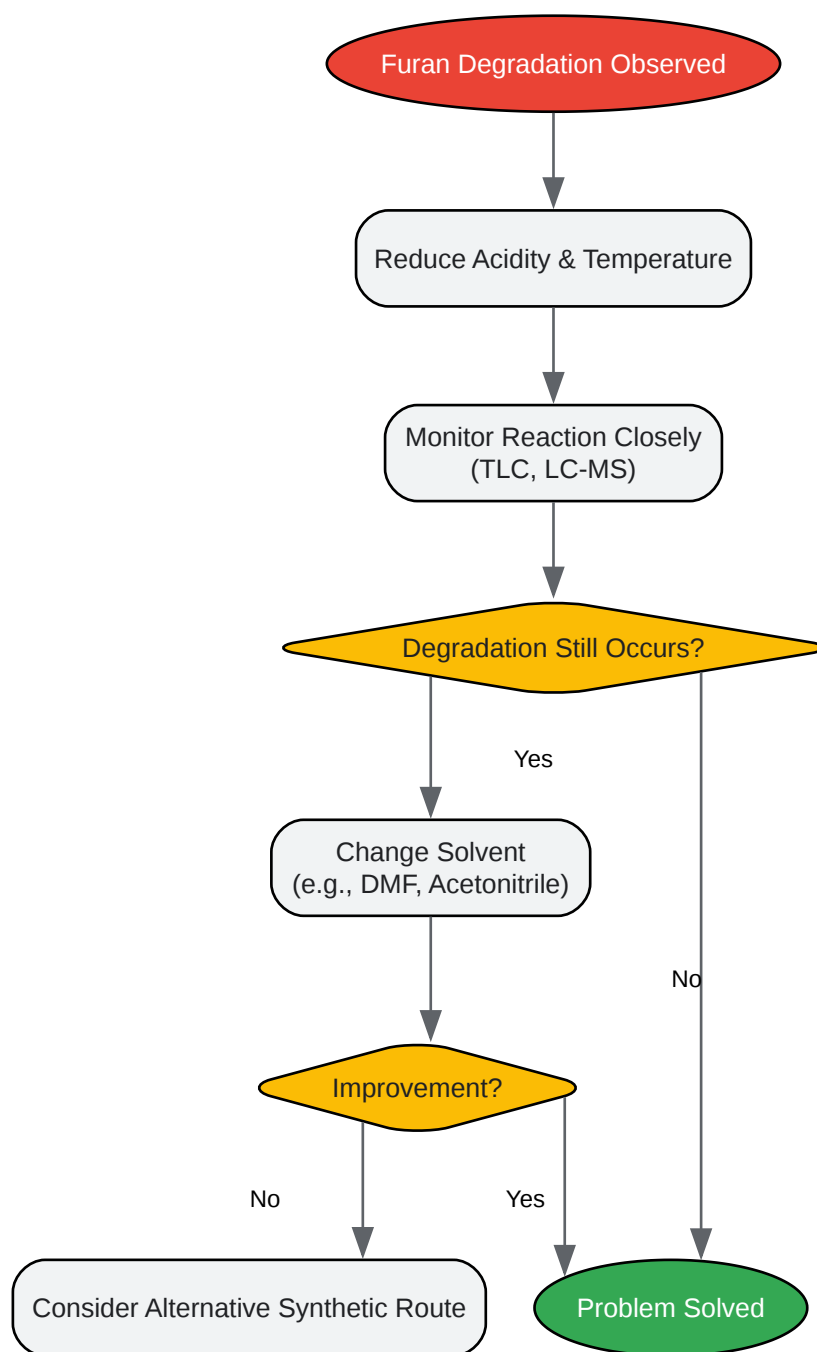 Furan Degradation Observed
Reduce Acidity & Temperature
Monitor Reaction Closely
(TLC, LC-MS)
Degradation Still Occurs?
Yes
Change Solvent
(e.g., DMF, Acetonitrile)
No
Improvement?
No
Yes
Consider Alternative Synthetic Route
Problem Solved